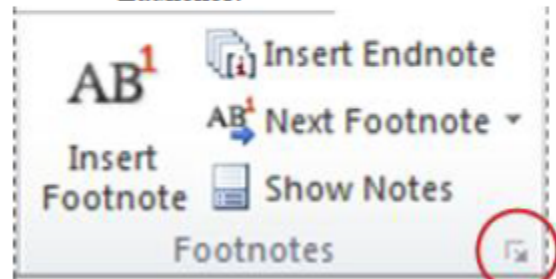 AB1
Insert
Footnote
Insert Endnote
AB1 Next Footnote
Show Notes
Footnotes